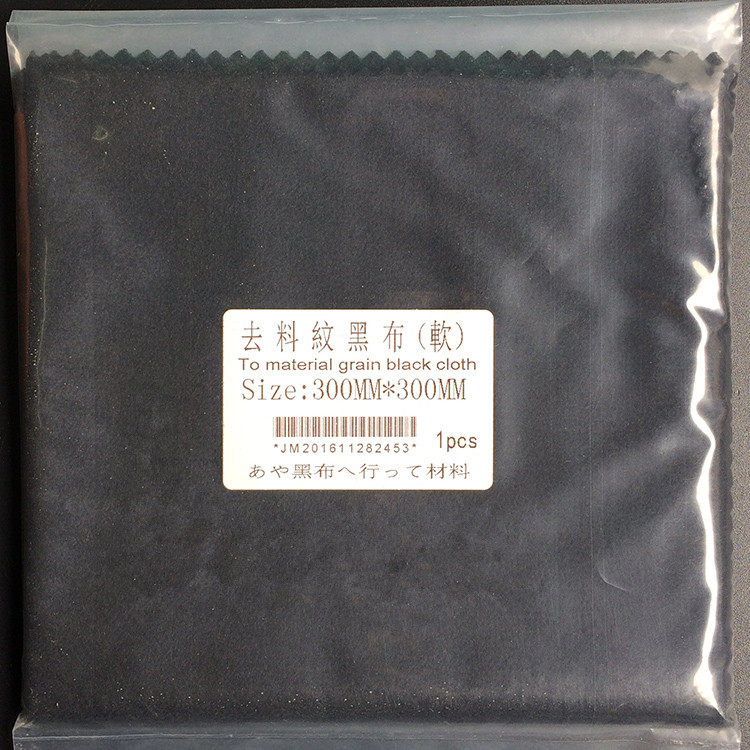 去料紋黑布(軟)
To material grain black cloth
Size:300MM*300MM
*JM201611282453*
1pcs
あや黑布へ行って材料